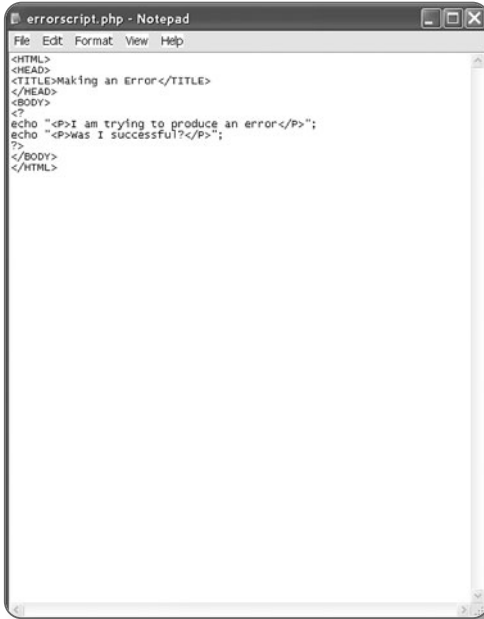 errorscript.php - Notepad
File Edit Format View Help
<HTML>
<HEAD>
<TITLE>Making an Error</TITLE>
</HEAD>
<BODY>
<?
echo "<P>I am trying to produce an error</P>";
echo "<P>Was I successful?</P>";
?>
</BODY>
</HTML>